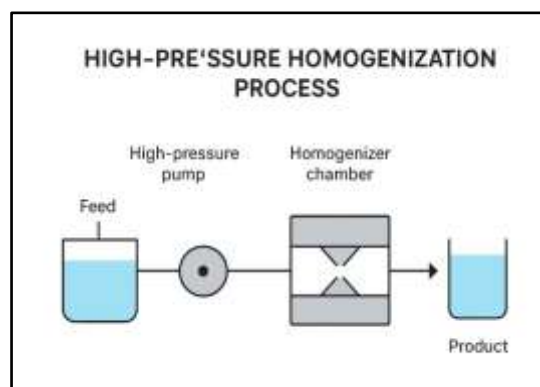 HIGH-PRE'SSURE HOMOGENIZATION
PROCESS
High-pressure
pump
Homogenizer
chamber
Feed
Product